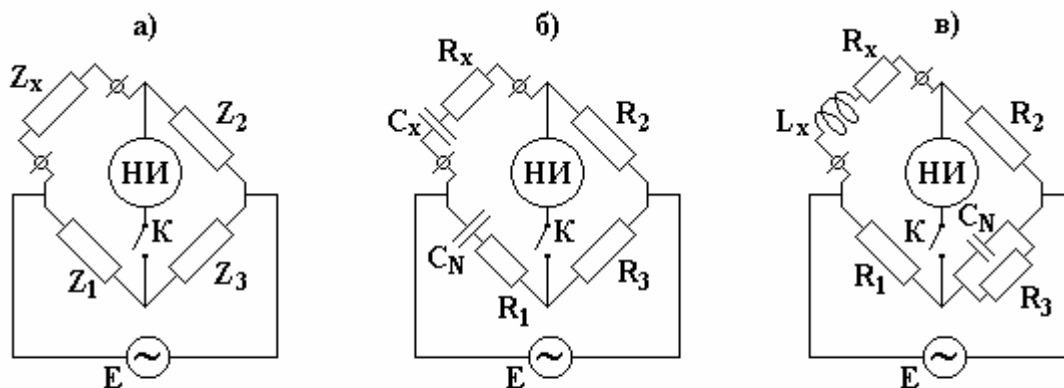 а)
Zx
Z2
НИ
К
Z1
Z3
E
б)
Rx
Cx
R2
НИ
К
CN
R1
R3
E
в)
Rx
Lx
R2
НИ
CN
К
R1
R3
E